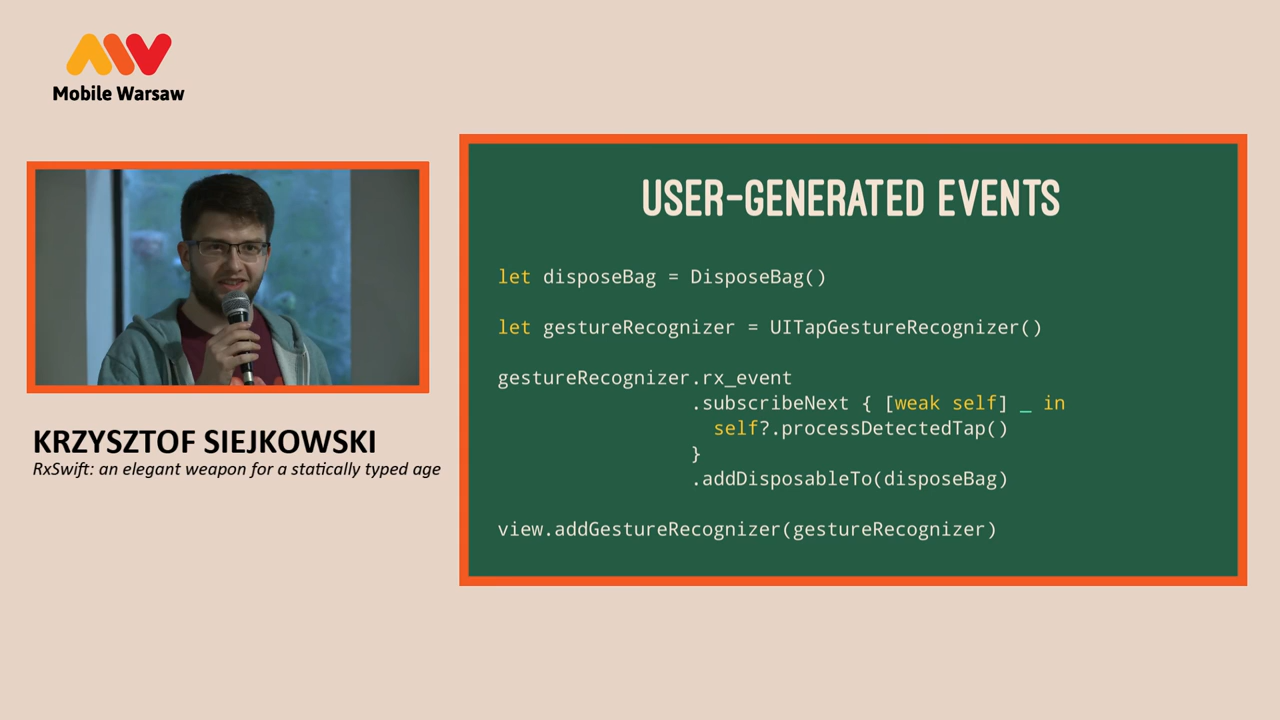 Mobile Warsaw
KRZYSZTOF SIEJKOWSKI
RxSwift: an elegant weapon for a statically typed age
USER-GENERATED EVENTS
let disposeBag = DisposeBag()
let gestureRecognizer = UITapGestureRecognizer()
gestureRecognizer.rx_event
.subscribeNext { [weak self] _ in
self?.processDetectedTap()
}
.addDisposableTo(disposeBag)
view.addGestureRecognizer(gestureRecognizer)